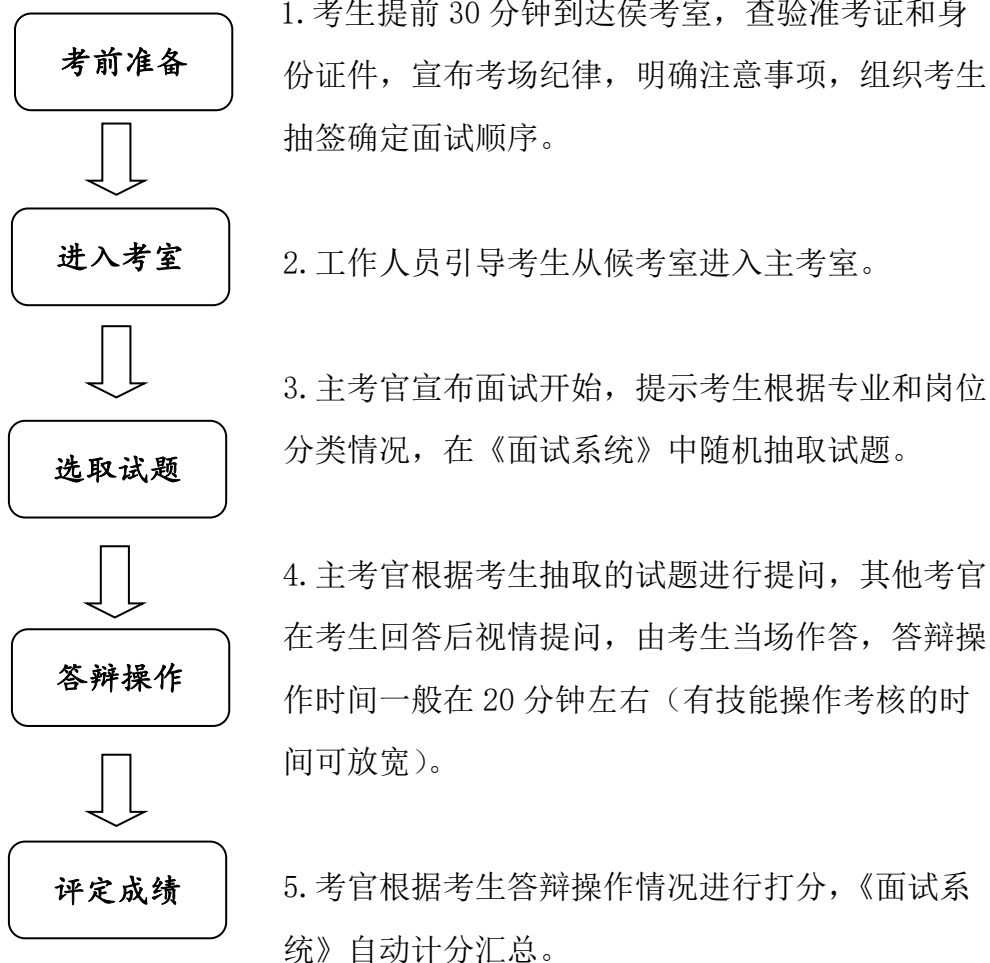 考前准备
1.考生提前 30 分钟到达侯考室，查验准考证和身
份证件，宣布考场纪律，明确注意事项，组织考生
抽签确定面试顺序。
进入考室
2.工作人员引导考生从候考室进入主考室。
选取试题
3.主考官宣布面试开始，提示考生根据专业和岗位
分类情况，在《面试系统》中随机抽取试题。
答辩操作
4.主考官根据考生抽取的试题进行提问，其他考官
在考生回答后视情提问，由考生当场作答，答辩操
作时间一般在 20 分钟左右（有技能操作考核的时
间可放宽）。
评定成绩
5.考官根据考生答辩操作情况进行打分，《面试系
统》自动计分汇总。